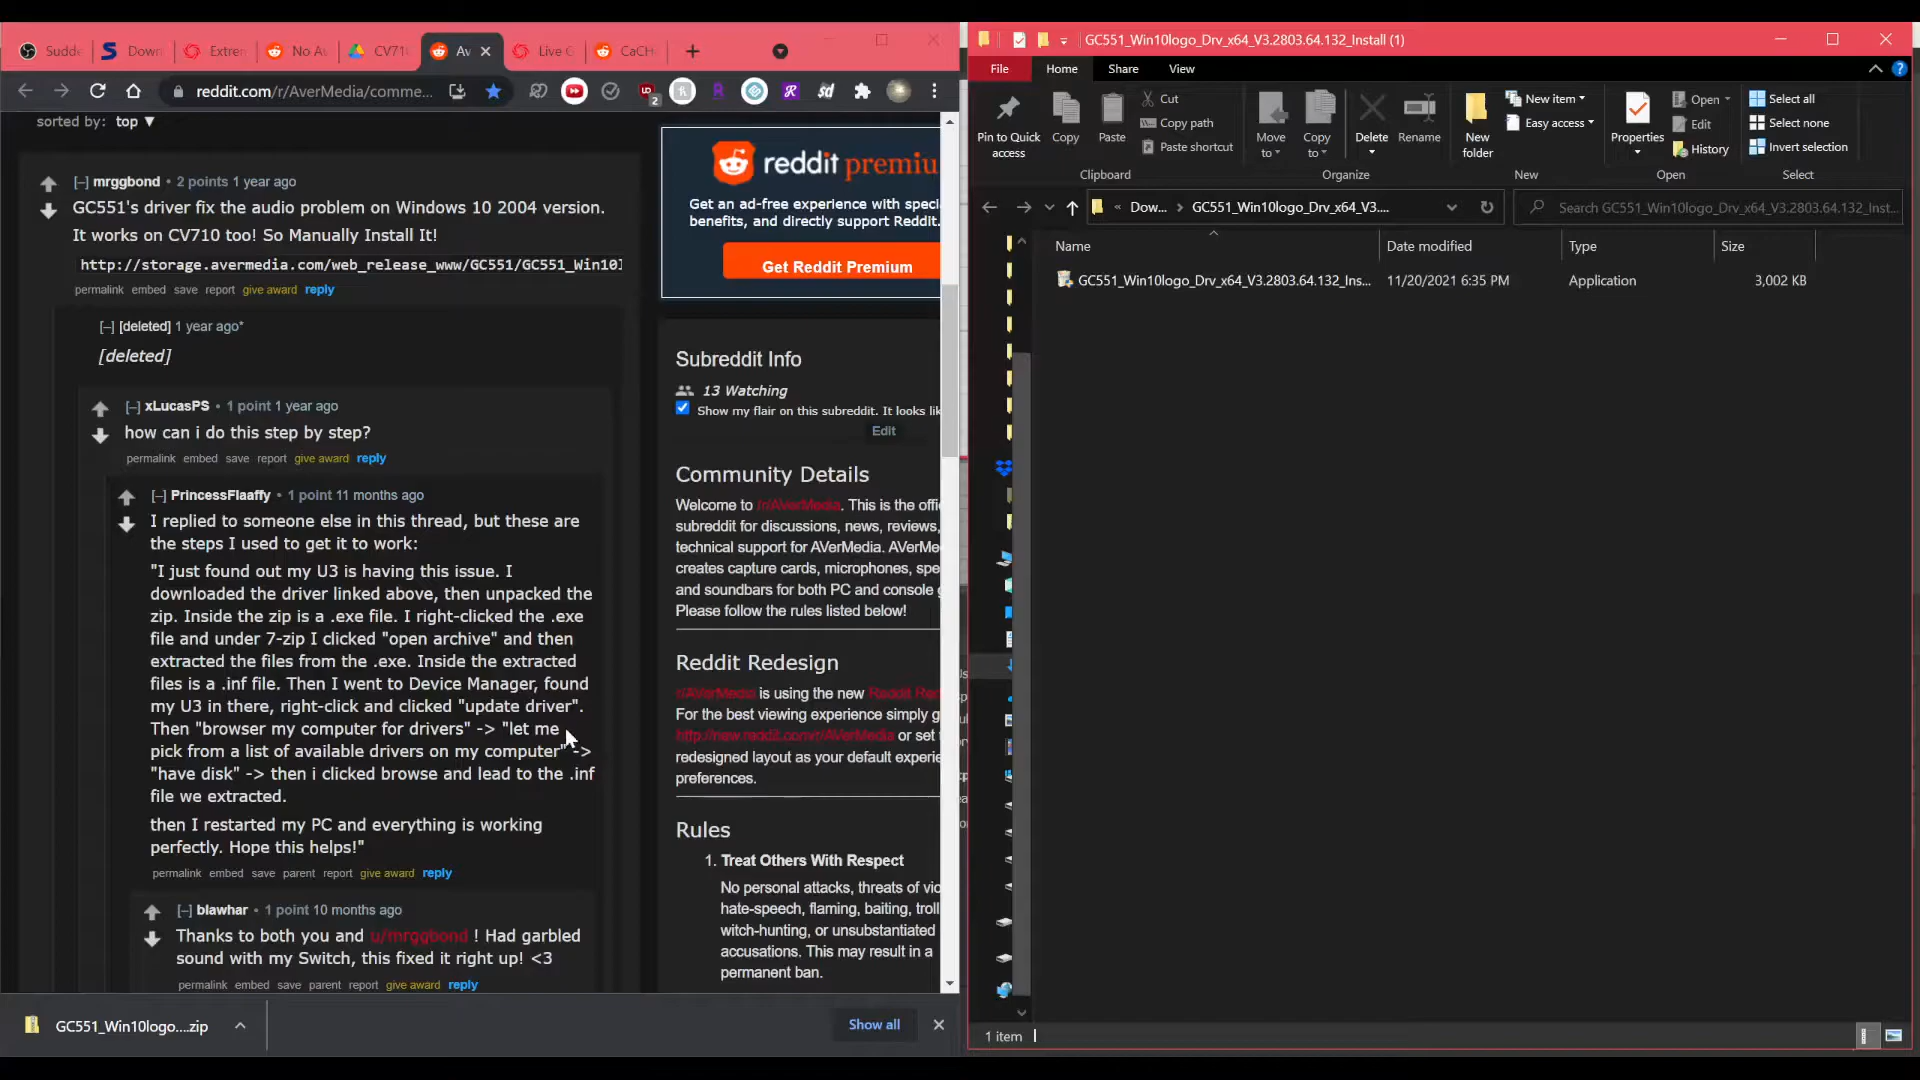 Sudd
Down
Extren
No Av
CV71
Av
Live G
CaCH
reddit.com/r/AverMedia/comme...
2
sorted by: top ▼
[–] mrggbond • 2 points 1 year ago
GC551's driver fix the audio problem on Windows 10 2004 version.
It works on CV710 too! So Manually Install It!
http://storage.avermedia.com/web_release_www/GC551/GC551_Win10l
permalink embed save report give award reply
[–] [deleted] 1 year ago*
[deleted]
[–] xLucasPS • 1 point 1 year ago
how can i do this step by step?
permalink embed save report give award reply
[–] PrincessFlaaffy • 1 point 11 months ago
I replied to someone else in this thread, but these are
the steps I used to get it to work:
"I just found out my U3 is having this issue. I
downloaded the driver linked above, then unpacked the
zip. Inside the zip is a .exe file. I right-clicked the .exe
file and under 7-zip I clicked "open archive" and then
extracted the files from the .exe. Inside the extracted
files is a .inf file. Then I went to Device Manager, found
my U3 in there, right-click and clicked "update driver".
Then "browser my computer for drivers" -> "let me
pick from a list of available drivers on my computer" ->
"have disk" -> then i clicked browse and lead to the .inf
file we extracted.
then I restarted my PC and everything is working
perfectly. Hope this helps!"
permalink embed save parent report give award reply
[–] blawhar • 1 point 10 months ago
Thanks to both you and u/mrggbond ! Had garbled
sound with my Switch, this fixed it right up! <3
permalink embed save parent report give award reply
reddit premiu
Get an ad-free experience with speci
benefits, and directly support Reddit.
Get Reddit Premium
Subreddit Info
13 Watching
Show my flair on this subreddit. It looks lik
Edit
Community Details
Welcome to /r/AVerMedia. This is the offi
subreddit for discussions, news, reviews,
technical support for AVerMedia. AVerMe
creates capture cards, microphones, spe
and soundbars for both PC and console g
Please follow the rules listed below!
Reddit Redesign
r/AVerMedia is using the new Reddit Red
For the best viewing experience simply g
http://new.reddit.com/r/AVerMedia or set
redesigned layout as your default experie
preferences.
Rules
1. Treat Others With Respect
No personal attacks, threats of vio
hate-speech, flaming, baiting, troll
witch-hunting, or unsubstantiated
accusations. This may result in a
permanent ban.
GC551_Win10logo....zip
Show all
GC551_Win10logo_Drv_x64_V3.2803.64.132_Install (1)
File Home Share View
Pin to Quick access
Copy
Paste
Cut
Copy path
Paste shortcut
Clipboard
Move to
Copy to
Delete
Rename
Organize
New folder
New item
Easy access
New
Properties
Open
Edit
History
Open
Select all
Select none
Invert selection
Select
« Dow... > GC551_Win10logo_Drv_x64_V3....
Search GC551_Win10logo_Drv_x64_V3.2803.64.132_Inst...
Name Date modified Type Size
GC551_Win10logo_Drv_x64_V3.2803.64.132_Ins... 11/20/2021 6:35 PM Application 3,002 KB
1 item